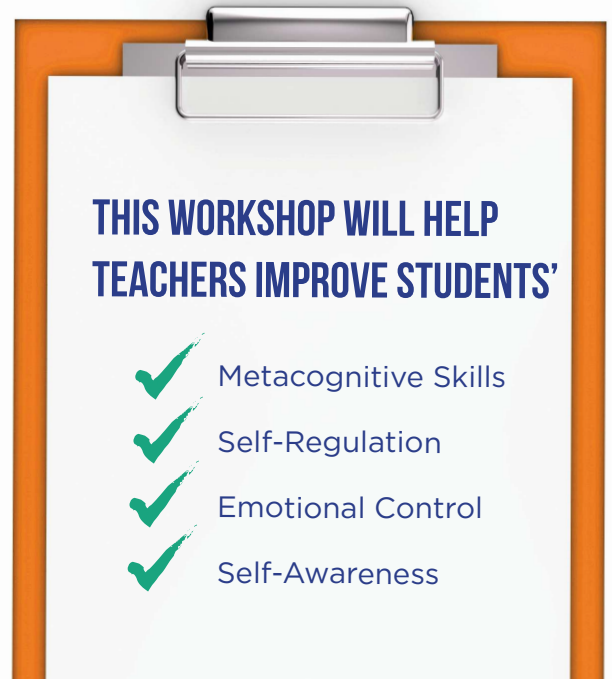 THIS WORKSHOP WILL HELP
TEACHERS IMPROVE STUDENTS’
Metacognitive Skills
Self-Regulation
Emotional Control
Self-Awareness